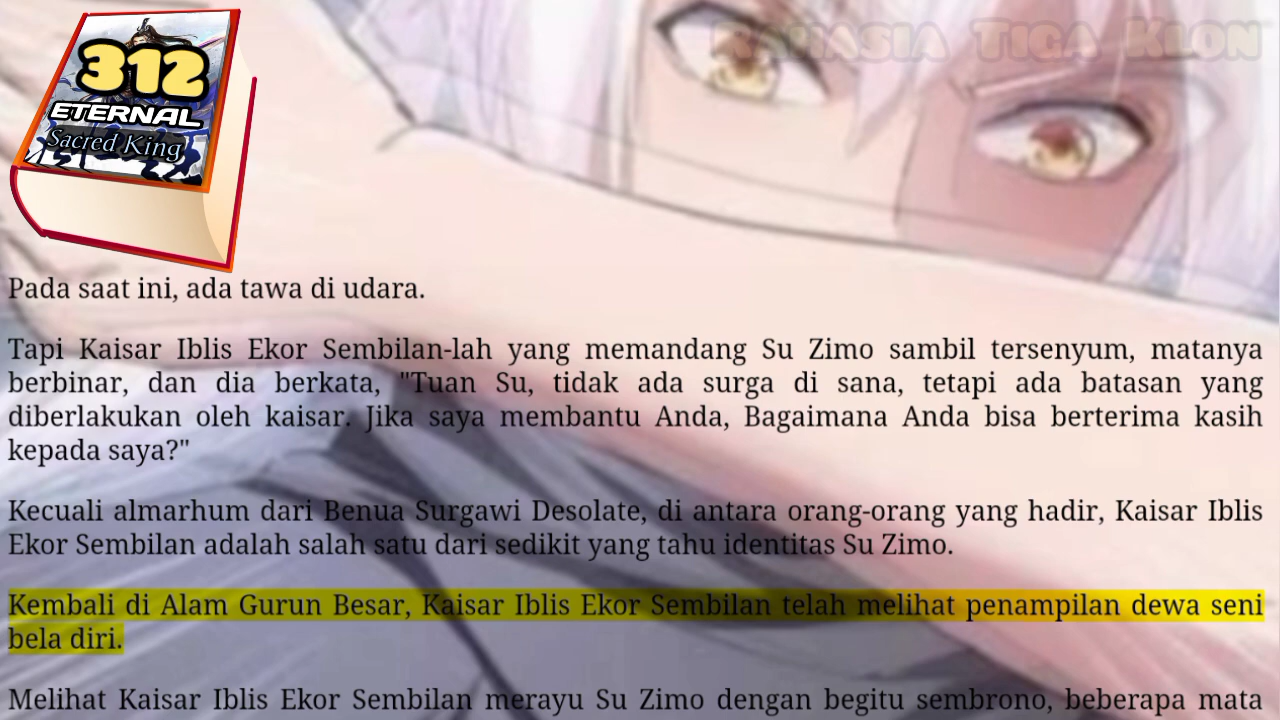 RAHASIA TIGA KLON
312
ETERNAL
Sacred King
Pada saat ini, ada tawa di udara.
Tapi Kaisar Iblis Ekor Sembilan-lah yang memandang Su Zimo sambil tersenyum, matanya
berbinar, dan dia berkata, "Tuan Su, tidak ada surga di sana, tetapi ada batasan yang
diberlakukan oleh kaisar. Jika saya membantu Anda, Bagaimana Anda bisa berterima kasih
kepada saya?"
Kecuali almarhum dari Benua Surgawi Desolate, di antara orang-orang yang hadir, Kaisar Iblis
Ekor Sembilan adalah salah satu dari sedikit yang tahu identitas Su Zimo.
Kembali di Alam Gurun Besar, Kaisar Iblis Ekor Sembilan telah melihat penampilan dewa seni
bela diri.
Melihat Kaisar Iblis Ekor Sembilan merayu Su Zimo dengan begitu sembrono, beberapa mata